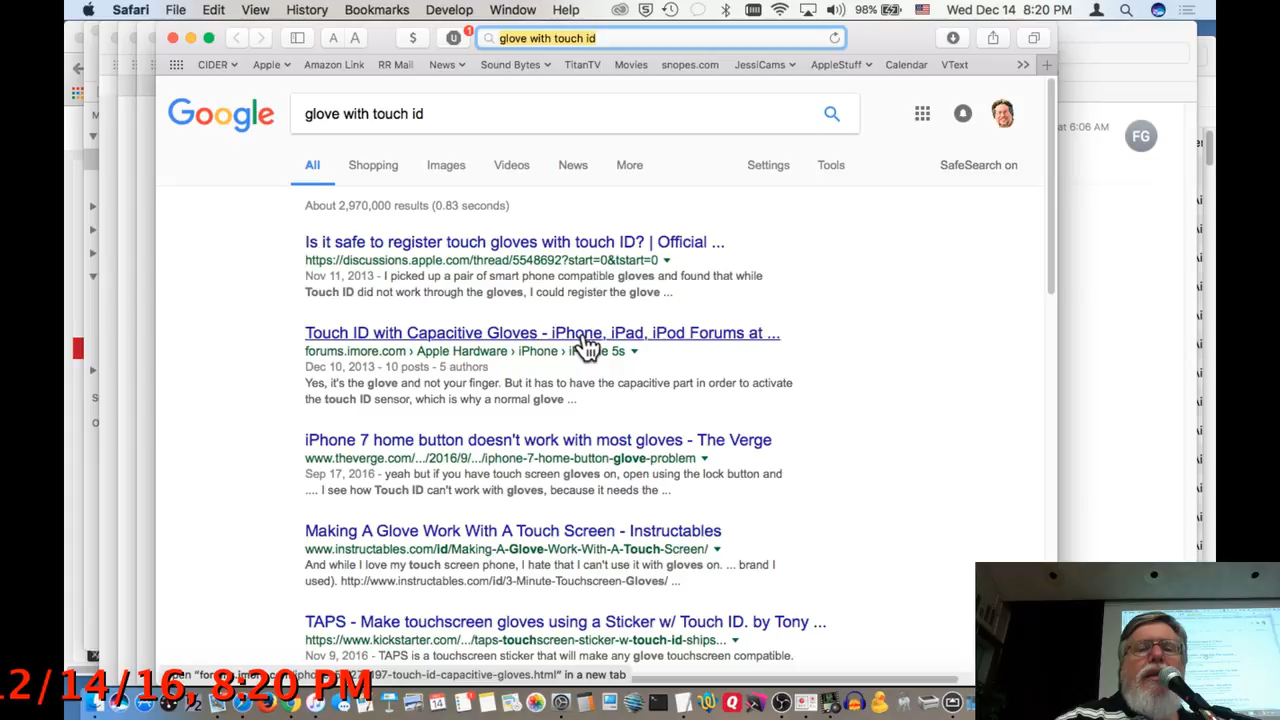 Safari File Edit View History Bookmarks Develop Window Help 98% Wed Dec 14 8:20 PM
A A $ u 1 glove with touch id
CIDER Apple Amazon Link RR Mail News Sound Bytes TitanTV Movies snopes.com JessiCams AppleStuff Calendar VText >> +
Google glove with touch id
at 6:06 AM FG
All Shopping Images Videos News More Settings Tools SafeSearch on
About 2,970,000 results (0.83 seconds)
Is it safe to register touch gloves with touch ID? | Official ...
https://discussions.apple.com/thread/5548692?start=0&tstart=0
Nov 11, 2013 - I picked up a pair of smart phone compatible gloves and found that while
Touch ID did not work through the gloves, I could register the glove ...
Touch ID with Capacitive Gloves - iPhone, iPad, iPod Forums at ...
forums.imore.com › Apple Hardware › iPhone › 5s
Dec 10, 2013 - 10 posts - 5 authors
Yes, it's the glove and not your finger. But it has to have the capacitive part in order to activate
the touch ID sensor, which is why a normal glove ...
iPhone 7 home button doesn't work with most gloves - The Verge
www.theverge.com/.../2016/9/.../iphone-7-home-button-glove-problem
Sep 17, 2016 - yeah but if you have touch screen gloves on, open using the lock button and
.... I see how Touch ID can't work with gloves, because it needs the ...
Making A Glove Work With A Touch Screen - Instructables
www.instructables.com/id/Making-A-Glove-Work-With-A-Touch-Screen/
And while I love my touch screen phone, I hate that I can't use it with gloves on. ... brand I
used). http://www.instructables.com/id/3-Minute-Touchscreen-Gloves/ ...
TAPS - Make touchscreen gloves using a Sticker w/ Touch ID. by Tony ...
https://www.kickstarter.com/.../taps-touchscreen-sticker-w-touch-id-ships...
Nov 9, 2016 - TAPS is a touchscreen sticker that will make any glove touchscreen compatible.
capacitive-gloves.html" in a new tab
2/14/16, 8:20 PM